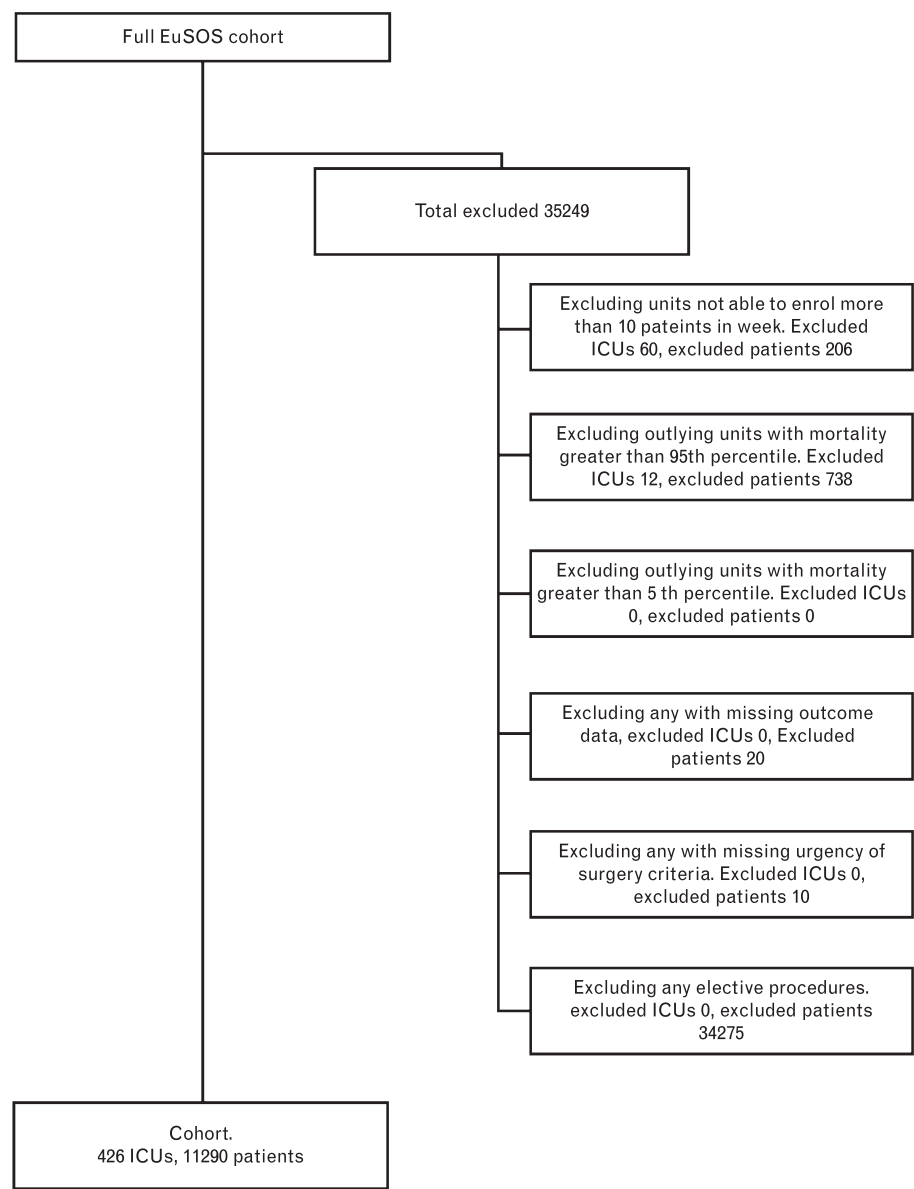 Full EuSOS cohort
Total excluded 35249
Excluding units not able to enrol more
than 10 pateints in week. Excluded
ICUs 60, excluded patients 206
Excluding outlying units with mortality
greater than 95th percentile. Excluded
ICUs 12, excluded patients 738
Excluding outlying units with mortality
greater than 5 th percentile. Excluded ICUs
0, excluded patients 0
Excluding any with missing outcome
data, excluded ICUs 0, Excluded
patients 20
Excluding any with missing urgency of
surgery criteria. Excluded ICUs 0,
excluded patients 10
Excluding any elective procedures.
excluded ICUs 0, excluded patients
34275
Cohort.
426 ICUs, 11290 patients